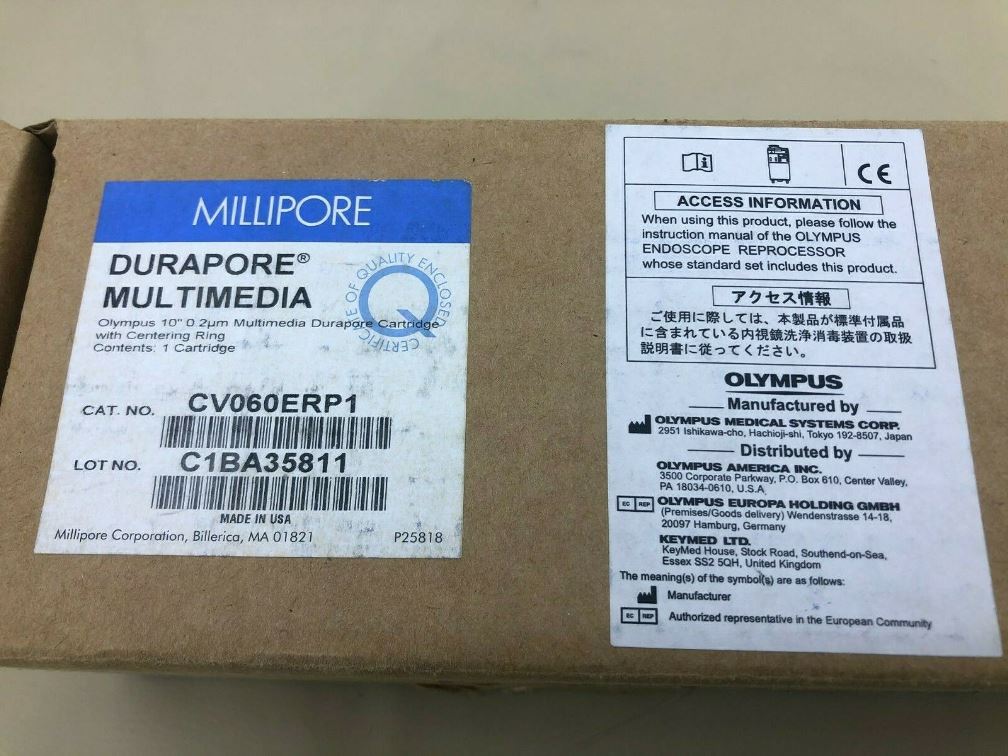 MILLIPORE
DURAPORE®
MULTIMEDIA
Olympus 10" 0.2µm Multimedia Durapore Cartridge
with Centering Ring
Contents: 1 Cartridge
CERTIFICATE OF QUALITY ENCLOSED
Q
CAT. NO. CV060ERP1
LOT NO. C1BA35811
MADE IN USA
Millipore Corporation, Billerica, MA 01821 P25818
i
CE
ACCESS INFORMATION
When using this product, please follow the
instruction manual of the OLYMPUS
ENDOSCOPE REPROCESSOR
whose standard set includes this product.
アクセス情報
ご使用に際しては、本製品が標準付属品
に含まれている内視鏡洗浄消毒装置の取扱
説明書に従ってください。
OLYMPUS
Manufactured by
OLYMPUS MEDICAL SYSTEMS CORP.
2951 Ishikawa-cho, Hachioji-shi, Tokyo 192-8507, Japan
Distributed by
OLYMPUS AMERICA INC.
3500 Corporate Parkway, P.O. Box 610, Center Valley,
PA 18034-0610, U.S.A.
EC REP OLYMPUS EUROPA HOLDING GMBH
(Premises/Goods delivery) Wendenstrasse 14-18,
20097 Hamburg, Germany
KEYMED LTD.
KeyMed House, Stock Road, Southend-on-Sea,
Essex SS2 5QH, United Kingdom
The meaning(s) of the symbol(s) are as follows:
Manufacturer
EC REP Authorized representative in the European Community